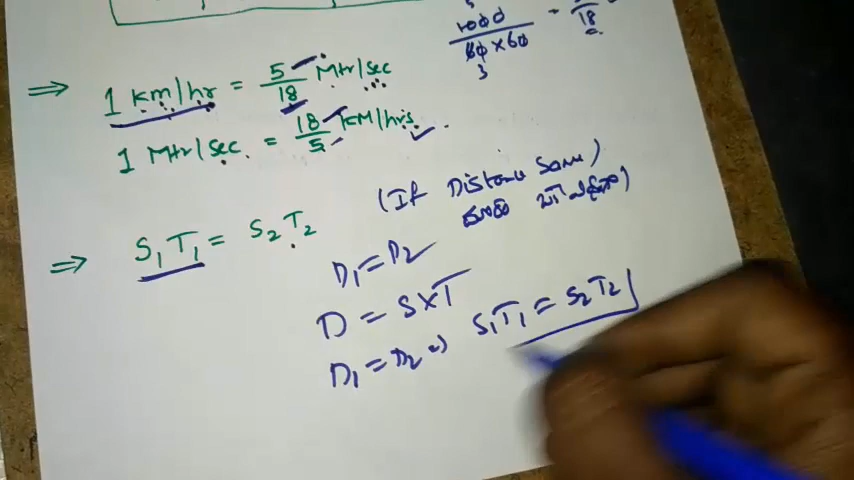 1000
60 × 60
3
18
⇒ 1 Km/hr = 5/18 Mtr/sec
1 Mtr/sec = 18/5 KM/hrs
(If Distance Same)
⇒ S₁T₁ = S₂T₂
D₁ = D₂
D = S×T
D₁ = D₂ ⇒ S₁T₁ = S₂T₂